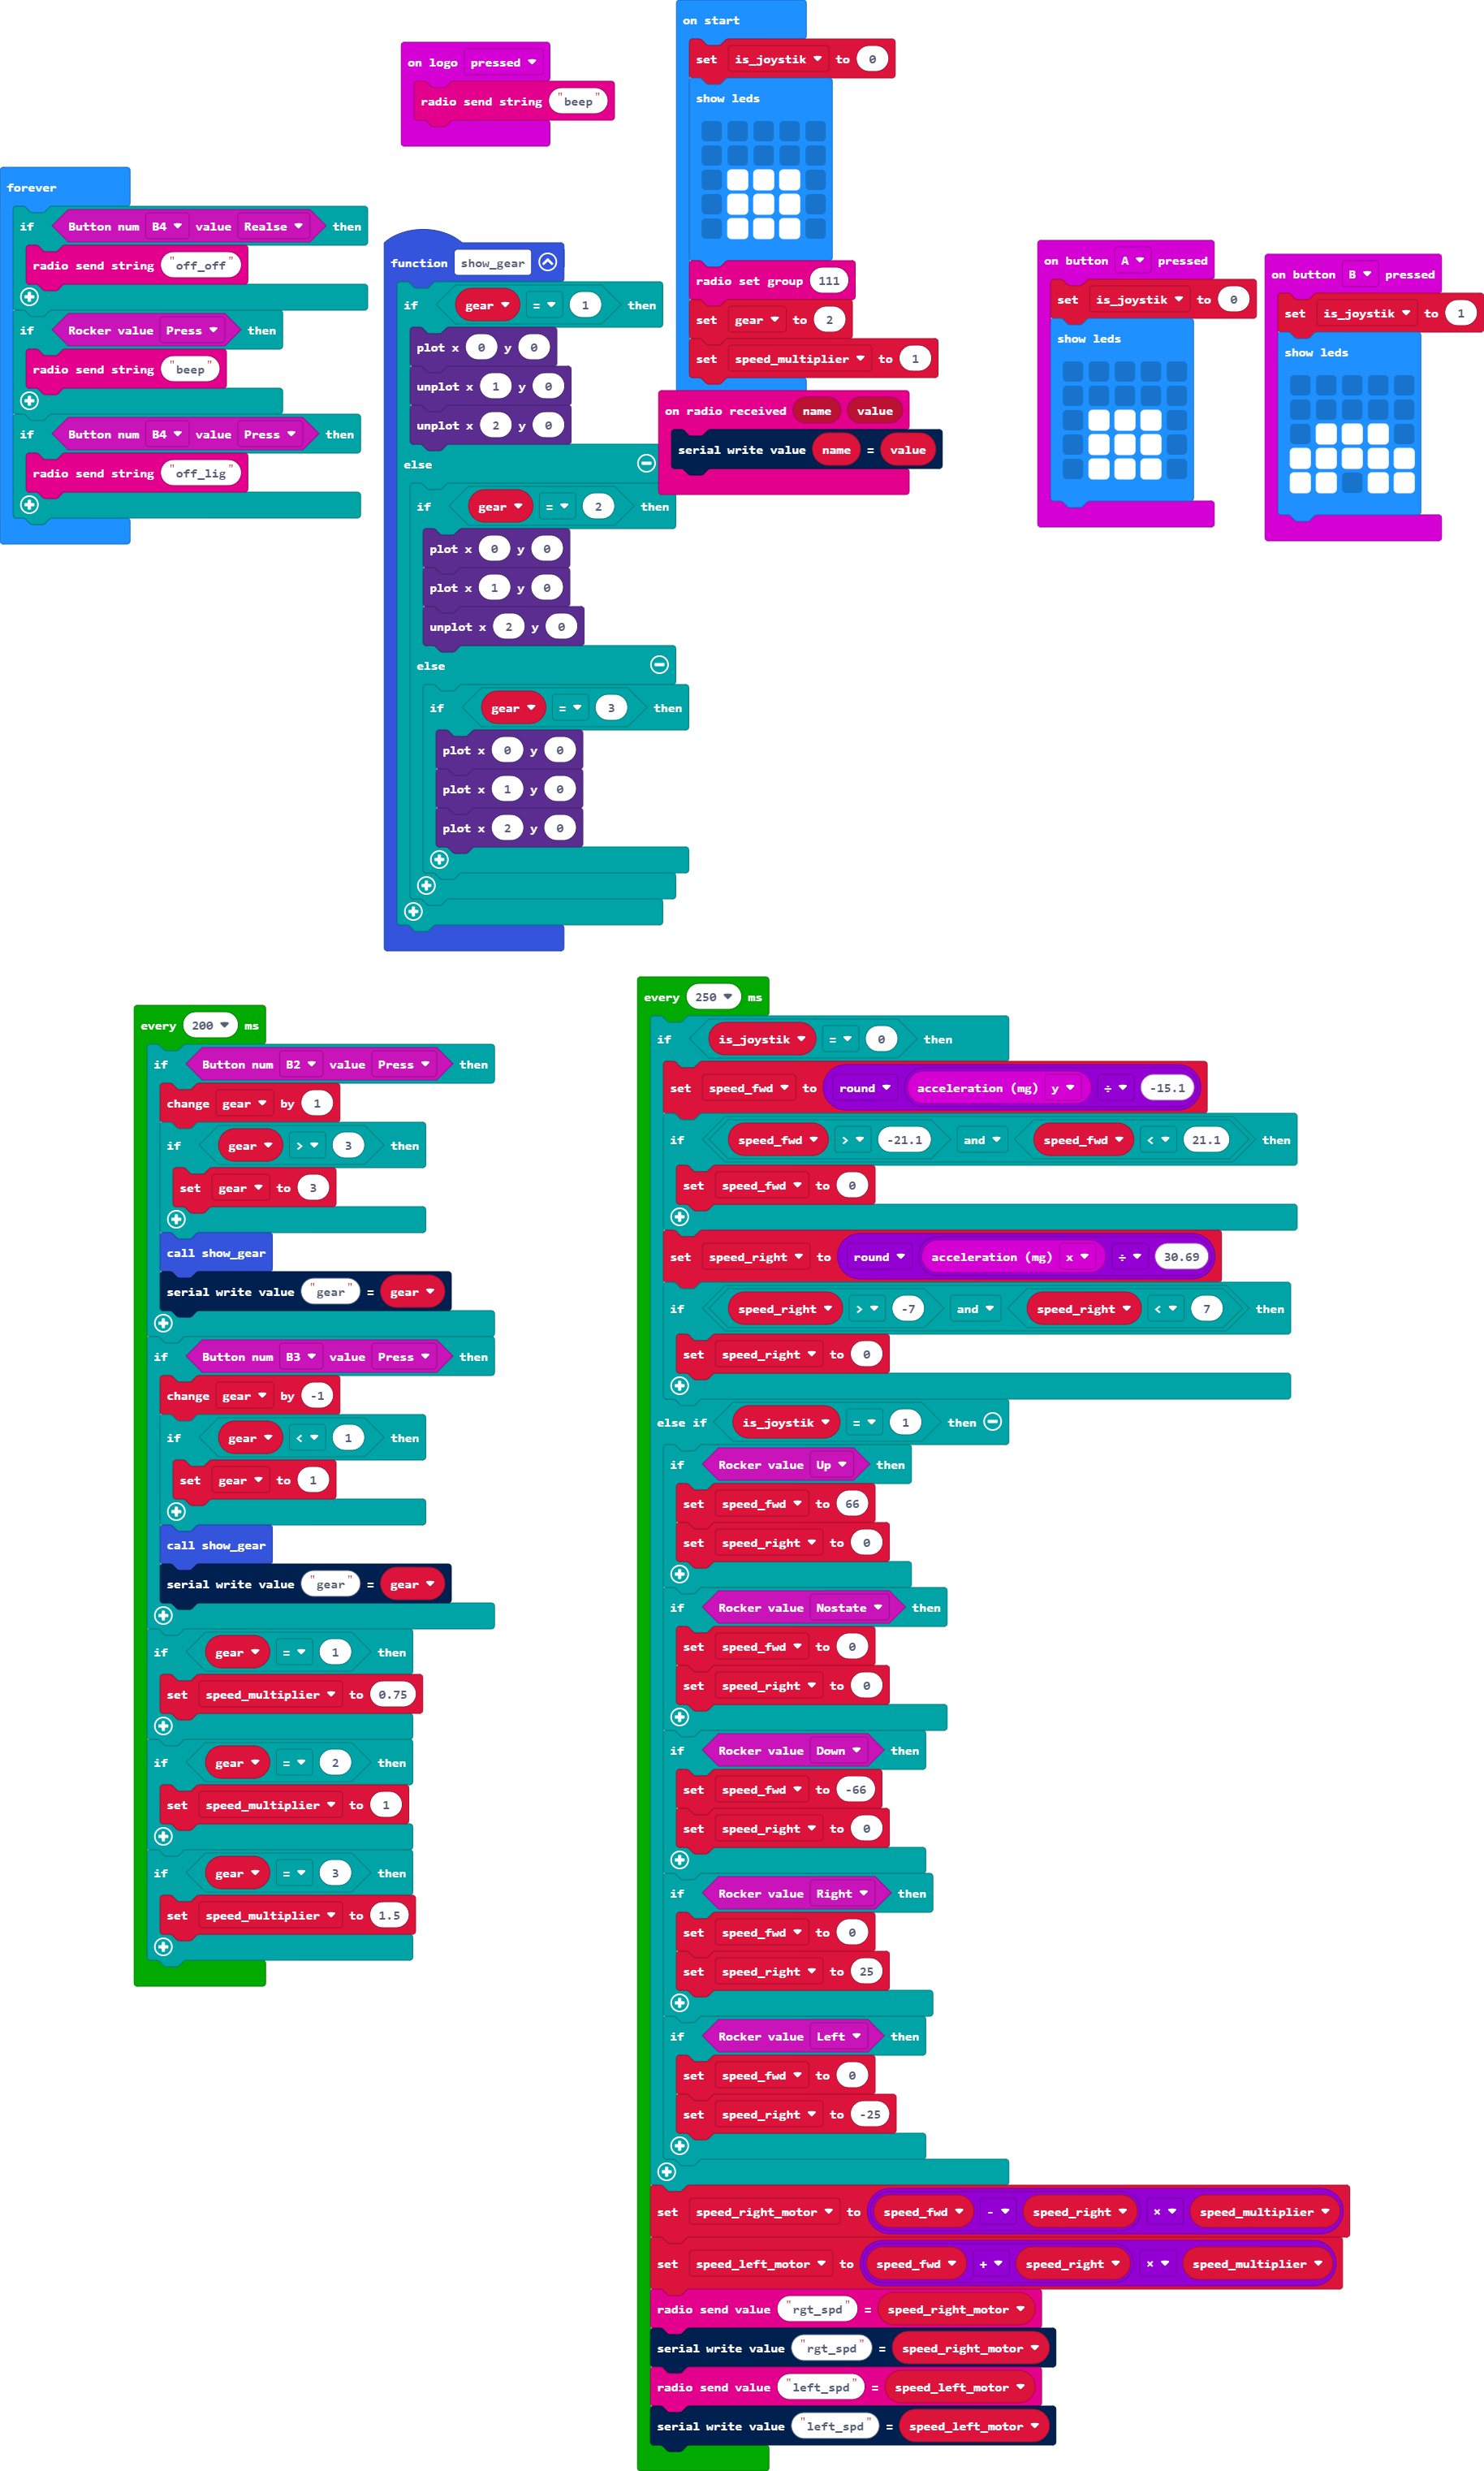 on start
set is_joystik to 0
show leds
radio set group 111
set gear to 2
set speed_multiplier to 1
on logo pressed
radio send string "beep"
forever
if Button num B4 value Realse then
radio send string "off_off"
if Rocker value Press then
radio send string "beep"
if Button num B4 value Press then
radio send string "off_lig"
function show_gear
if gear = 1 then
plot x 0 y 0
unplot x 1 y 0
unplot x 2 y 0
else
if gear = 2 then
plot x 0 y 0
plot x 1 y 0
unplot x 2 y 0
else
if gear = 3 then
plot x 0 y 0
plot x 1 y 0
plot x 2 y 0
on radio received name value
serial write value name = value
on button A pressed
set is_joystik to 0
show leds
on button B pressed
set is_joystik to 1
show leds
every 200 ms
if Button num B2 value Press then
change gear by 1
if gear > 3 then
set gear to 3
call show_gear
serial write value "gear" = gear
if Button num B3 value Press then
change gear by -1
if gear < 1 then
set gear to 1
call show_gear
serial write value "gear" = gear
if gear = 1 then
set speed_multiplier to 0.75
if gear = 2 then
set speed_multiplier to 1
if gear = 3 then
set speed_multiplier to 1.5
every 250 ms
if is_joystik = 0 then
set speed_fwd to round acceleration (mg) y ÷ -15.1
if speed_fwd > -21.1 and speed_fwd < 21.1 then
set speed_fwd to 0
set speed_right to round acceleration (mg) x ÷ 30.69
if speed_right > -7 and speed_right < 7 then
set speed_right to 0
else if is_joystik = 1 then
if Rocker value Up then
set speed_fwd to 66
set speed_right to 0
if Rocker value Nostate then
set speed_fwd to 0
set speed_right to 0
if Rocker value Down then
set speed_fwd to -66
set speed_right to 0
if Rocker value Right then
set speed_fwd to 0
set speed_right to 25
if Rocker value Left then
set speed_fwd to 0
set speed_right to -25
set speed_right_motor to speed_fwd - speed_right × speed_multiplier
set speed_left_motor to speed_fwd + speed_right × speed_multiplier
radio send value "rgt_spd" = speed_right_motor
serial write value "rgt_spd" = speed_right_motor
radio send value "left_spd" = speed_left_motor
serial write value "left_spd" = speed_left_motor